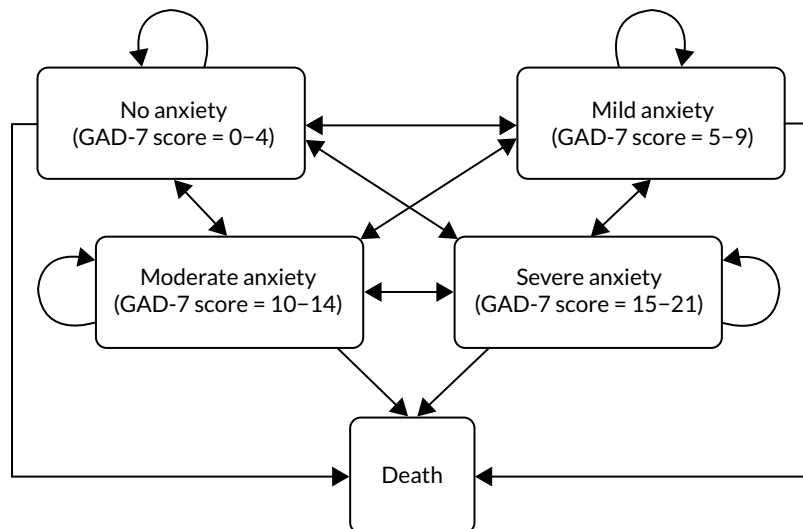 No anxiety
(GAD-7 score = 0–4)
Mild anxiety
(GAD-7 score = 5–9)
Moderate anxiety
(GAD-7 score = 10–14)
Severe anxiety
(GAD-7 score = 15–21)
Death